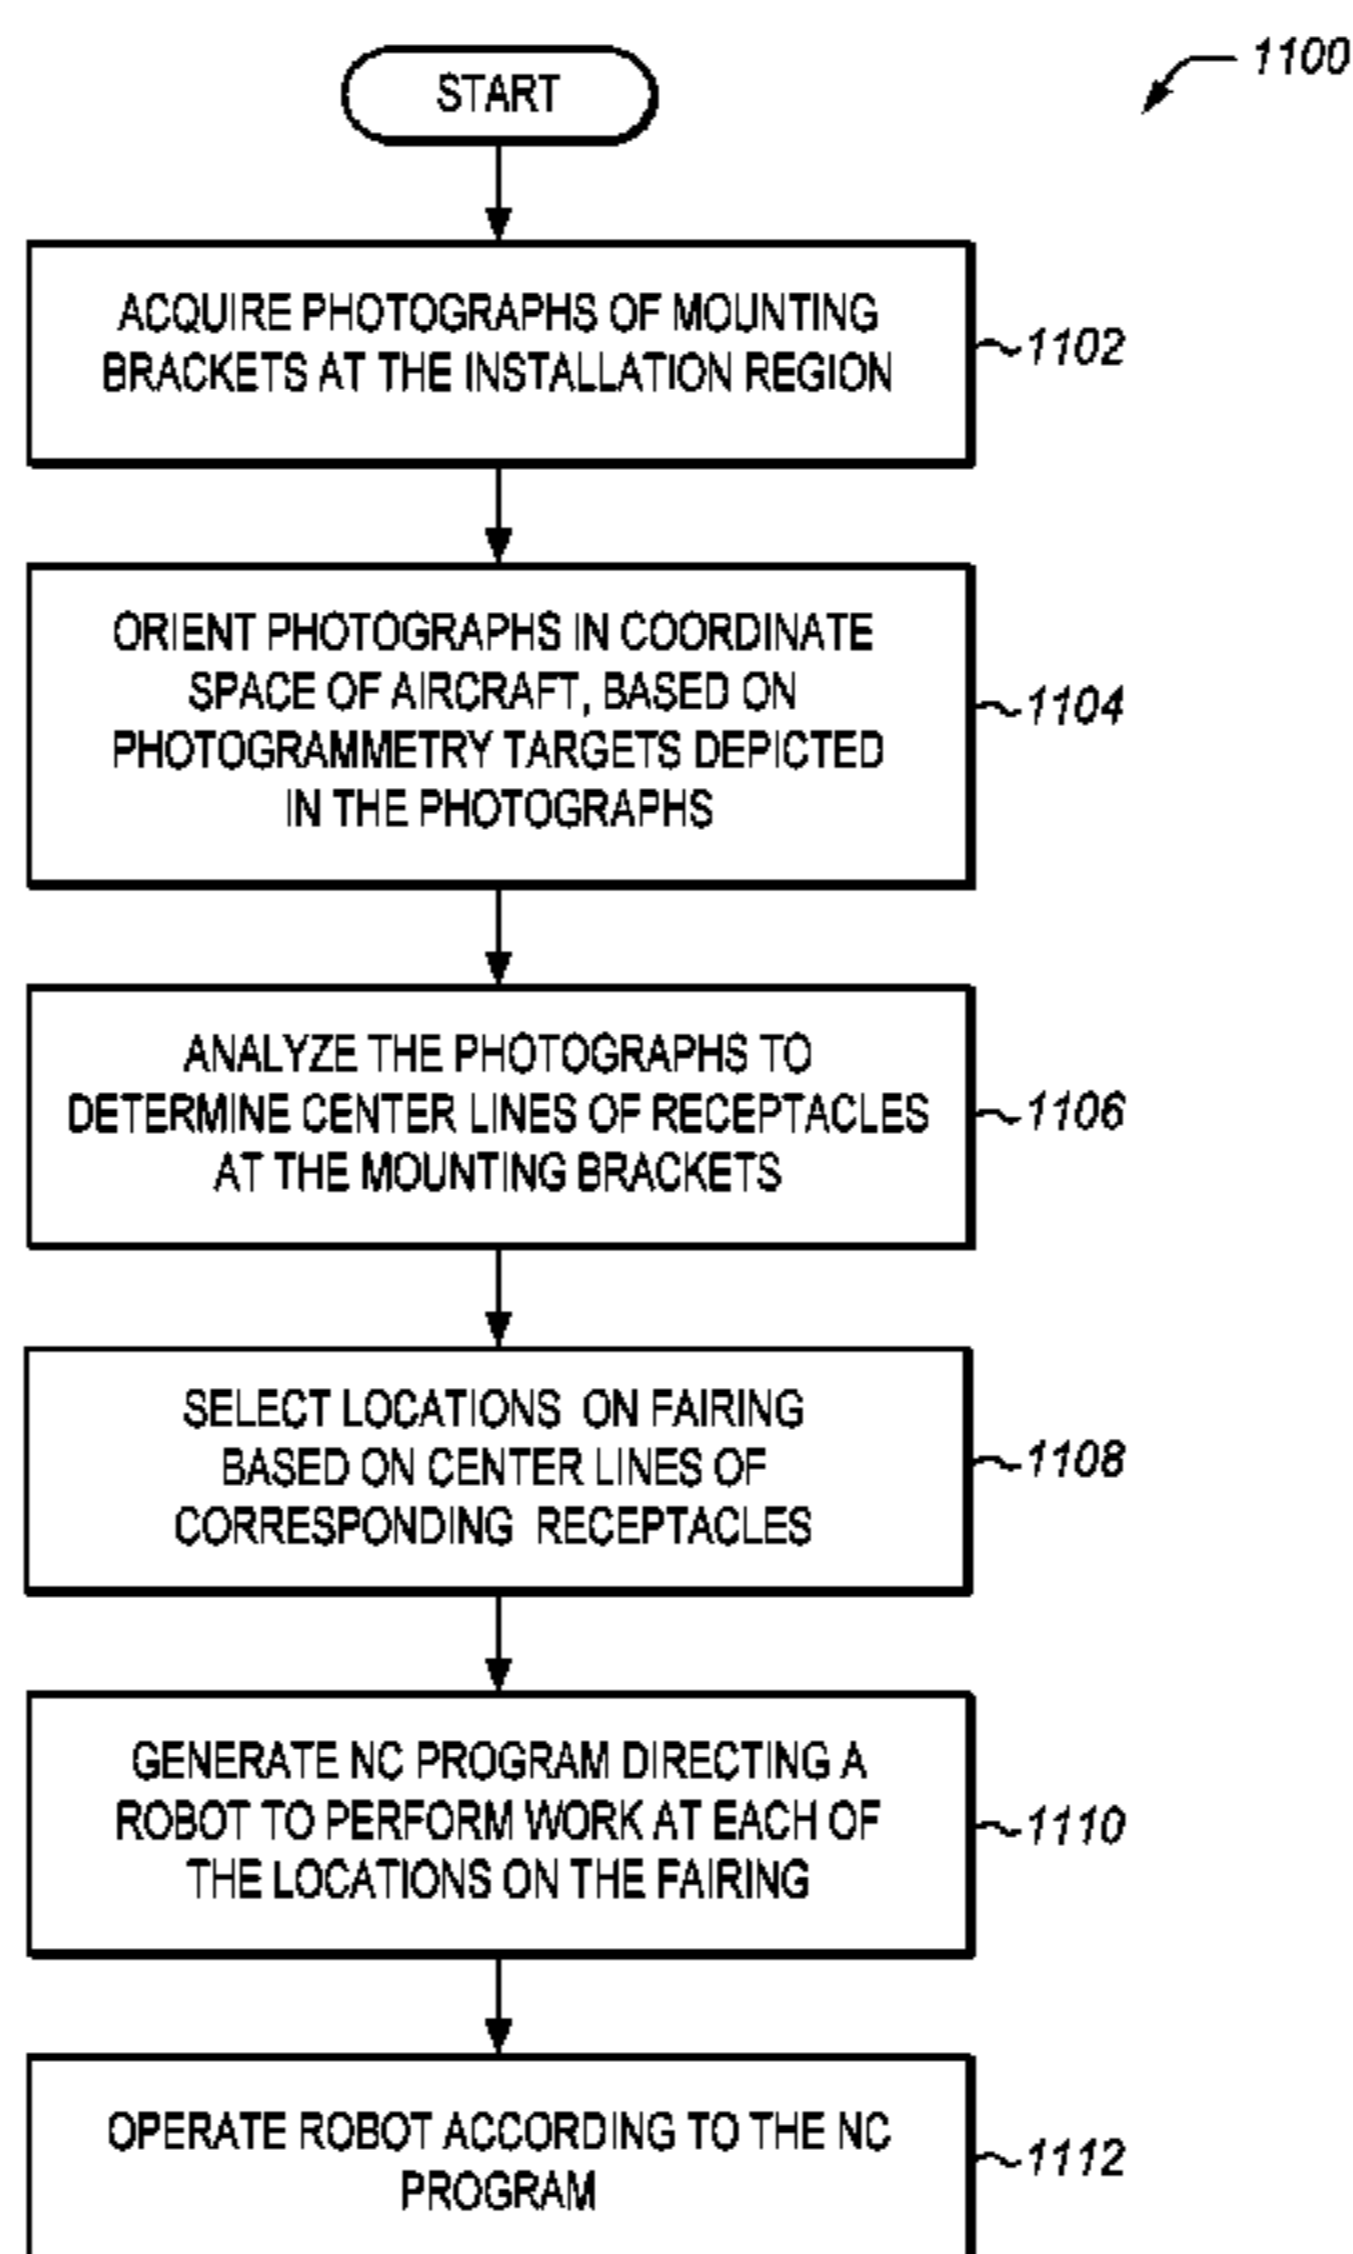 1100
START
ACQUIRE PHOTOGRAPHS OF MOUNTING
BRACKETS AT THE INSTALLATION REGION
1102
ORIENT PHOTOGRAPHS IN COORDINATE
SPACE OF AIRCRAFT, BASED ON
PHOTOGRAMMETRY TARGETS DEPICTED
IN THE PHOTOGRAPHS
1104
ANALYZE THE PHOTOGRAPHS TO
DETERMINE CENTER LINES OF RECEPTACLES
AT THE MOUNTING BRACKETS
1106
SELECT LOCATIONS ON FAIRING
BASED ON CENTER LINES OF
CORRESPONDING RECEPTACLES
1108
GENERATE NC PROGRAM DIRECTING A
ROBOT TO PERFORM WORK AT EACH OF
THE LOCATIONS ON THE FAIRING
1110
OPERATE ROBOT ACCORDING TO THE NC
PROGRAM
1112